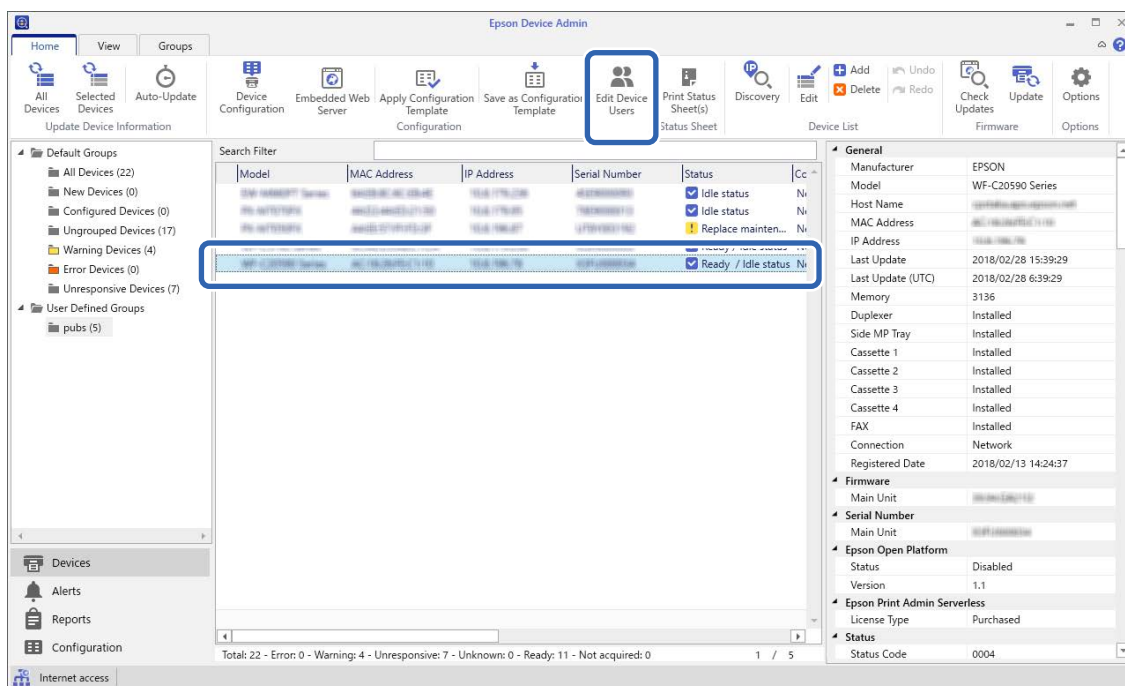 Epson Device Admin
Home View Groups
All Devices
Selected Devices
Auto-Update
Update Device Information
Device Configuration
Embedded Web Server
Apply Configuration Template
Save as Configuration Template
Edit Device Users
Configuration
Print Status Sheet(s)
Status Sheet
Discovery
Edit
Add
Delete
Undo
Redo
Device List
Check Updates
Update
Firmware
Options
Options
Default Groups
All Devices (22)
New Devices (0)
Configured Devices (0)
Ungrouped Devices (17)
Warning Devices (4)
Error Devices (0)
Unresponsive Devices (7)
User Defined Groups
pubs (5)
Devices
Alerts
Reports
Configuration
Internet access
Search Filter
Model MAC Address IP Address Serial Number Status Cc
Idle status
Idle status
Replace mainten...
Ready / Idle status
Ready / Idle status
Total: 22 - Error: 0 - Warning: 4 - Unresponsive: 7 - Unknown: 0 - Ready: 11 - Not acquired: 0 1 / 5
General
Manufacturer EPSON
Model WF-C20590 Series
Host Name
MAC Address
IP Address
Last Update 2018/02/28 15:39:29
Last Update (UTC) 2018/02/28 6:39:29
Memory 3136
Duplexer Installed
Side MP Tray Installed
Cassette 1 Installed
Cassette 2 Installed
Cassette 3 Installed
Cassette 4 Installed
FAX Installed
Connection Network
Registered Date 2018/02/13 14:24:37
Firmware
Main Unit
Serial Number
Main Unit
Epson Open Platform
Status Disabled
Version 1.1
Epson Print Admin Serverless
License Type Purchased
Status
Status Code 0004